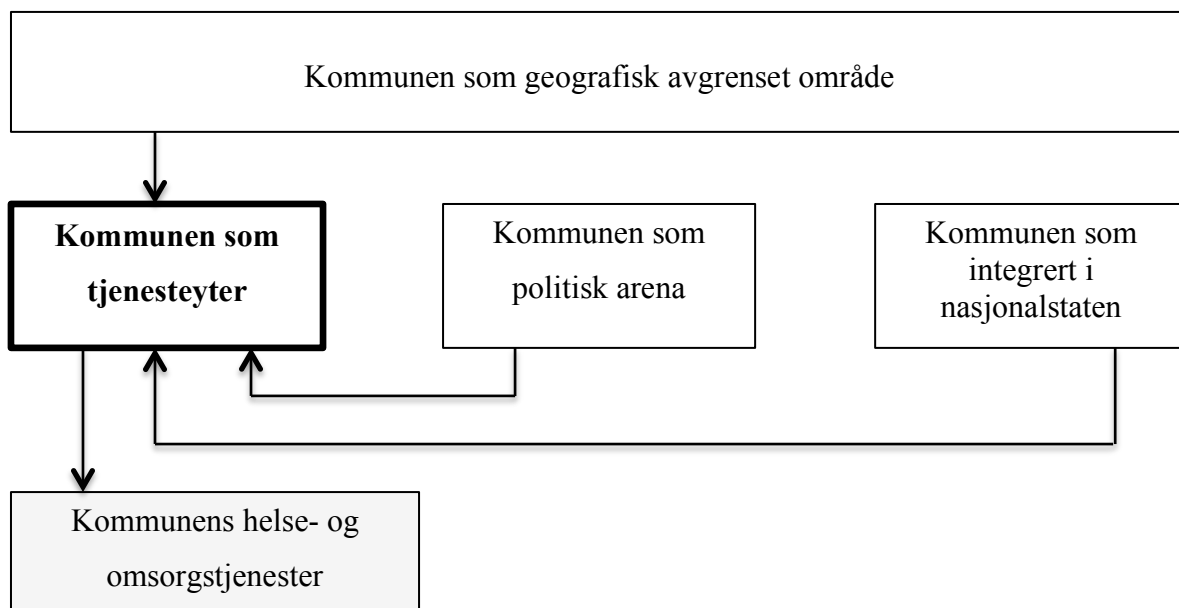 Kommunen som geografisk avgrenset område
Kommunen som
tjenesteyter
Kommunen som
politisk arena
Kommunen som
integrert i
nasjonalstaten
Kommunens helse- og
omsorgstjenester